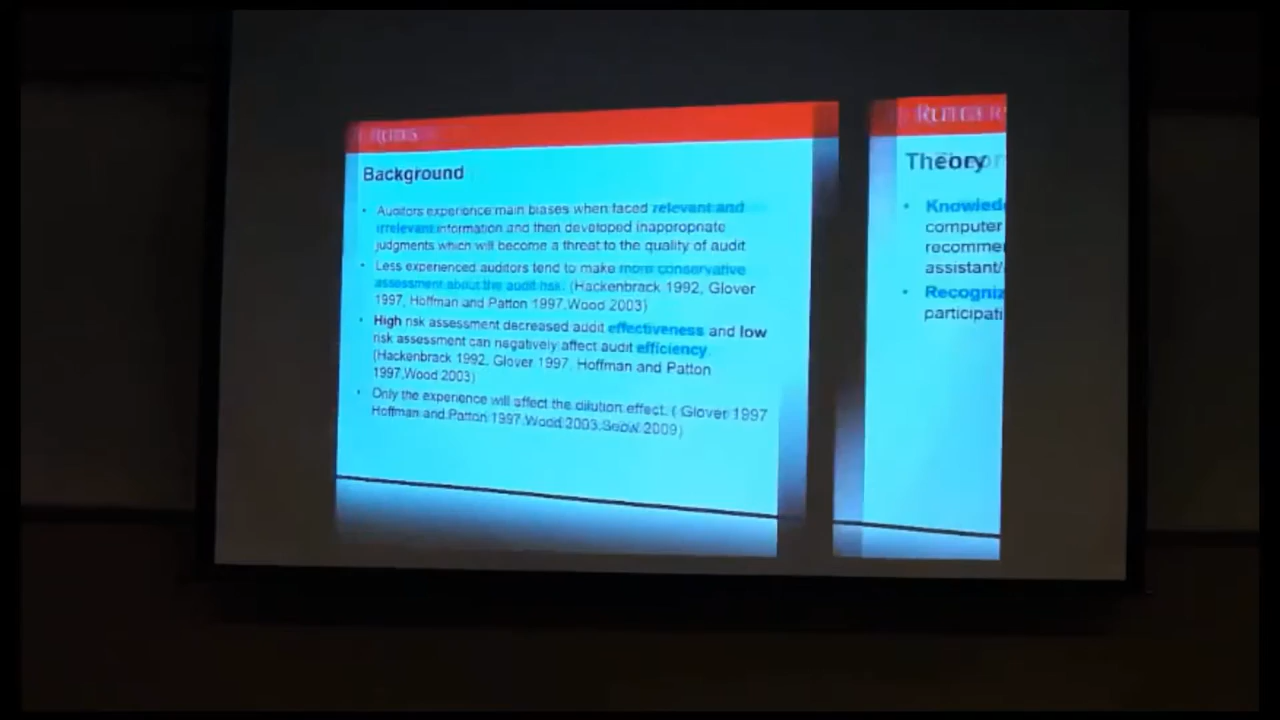 Background
• Auditors experience main biases when faced relevant and
irrelevant information and then developed inappropriate
judgments which will become a threat to the quality of audit
• Less experienced auditors tend to make more conservative
assessment about the audit risk. (Hackenbrack 1992, Glover
1997, Hoffman and Patton 1997,Wood 2003)
• High risk assessment decreased audit effectiveness and low
risk assessment can negatively affect audit efficiency.
(Hackenbrack 1992, Glover 1997, Hoffman and Patton
1997,Wood 2003)
• Only the experience will affect the dilution effect. ( Glover 1997
Hoffman and Patton 1997,Wood 2003, 2009)
RUTGER
Theory
• Knowled
computer
recomme
assistant/
• Recogniz
participati